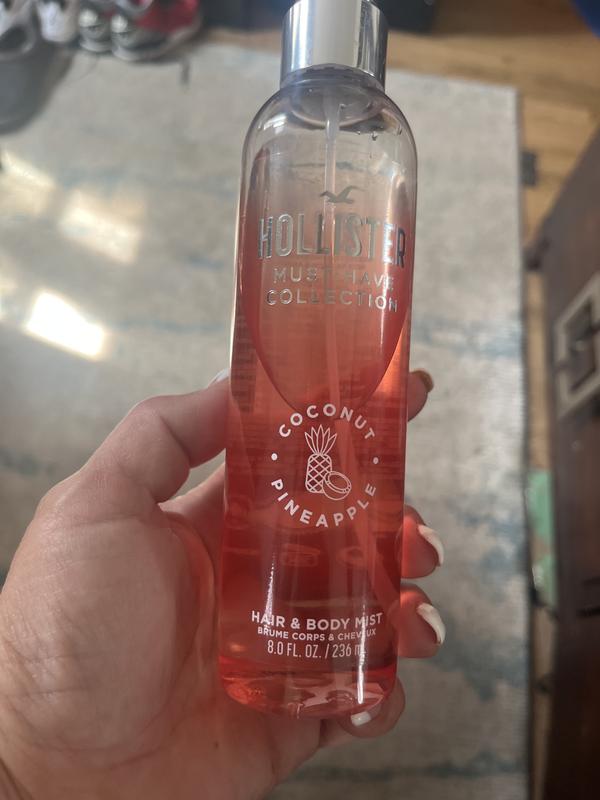 HOLLISTER
MUST-HAVE
COLLECTION
COCONUT
PINEAPPLE
HAIR & BODY MIST
BRUME CORPS & CHEVEUX
8.0 FL. OZ. / 236 mL